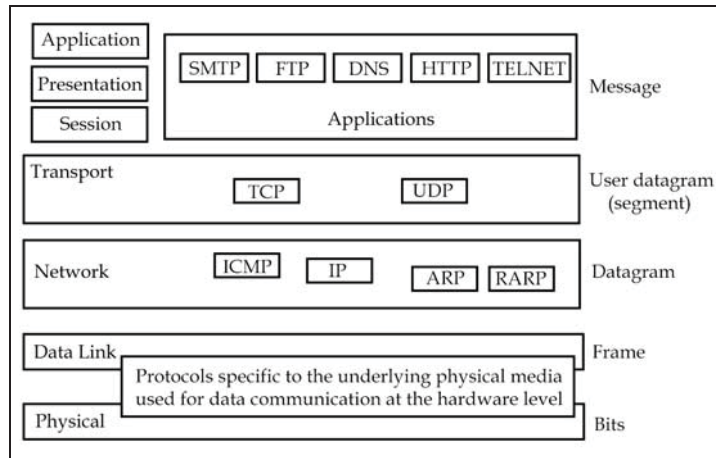 Application
Presentation
Session
SMTP FTP DNS HTTP TELNET
Applications
Message
Transport
TCP UDP
User datagram
(segment)
Network
ICMP IP ARP RARP
Datagram
Data Link
Frame
Protocols specific to the underlying physical media
used for data communication at the hardware level
Physical
Bits